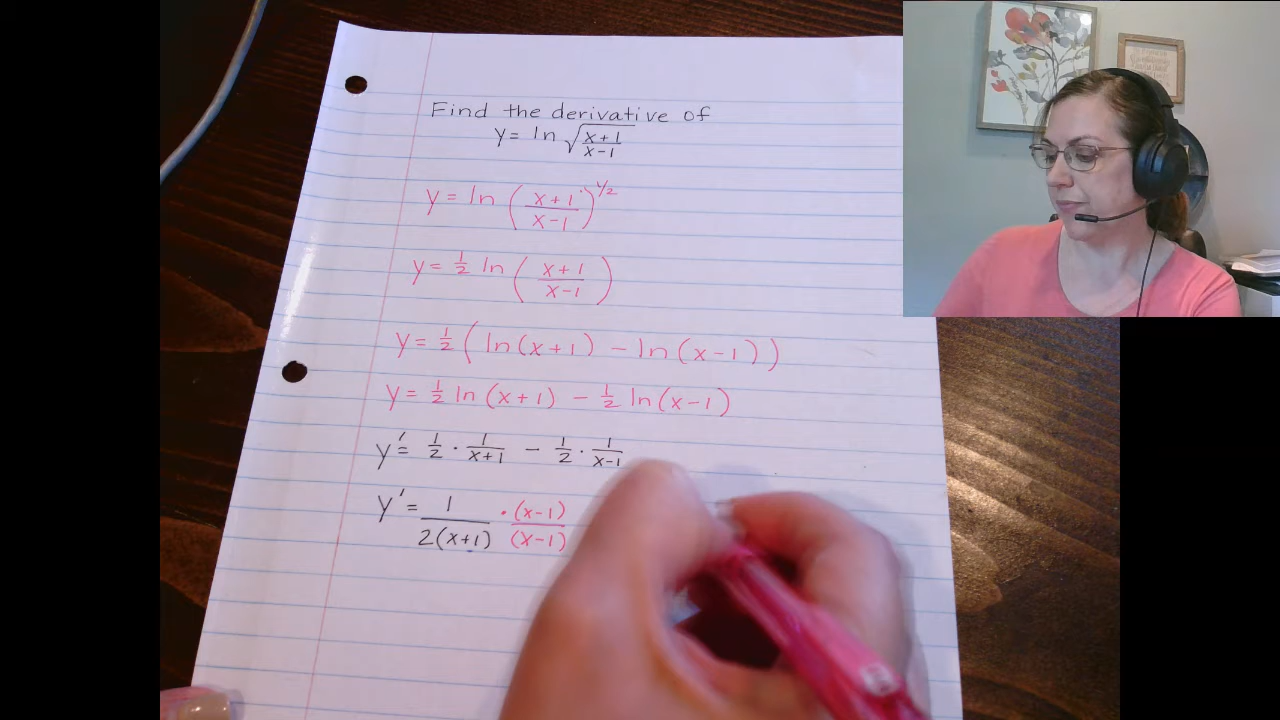 Find the derivative of
y = ln √((x+1)/(x-1))
y = ln ((x+1)/(x-1))^(1/2)
y = 1/2 ln ((x+1)/(x-1))
y = 1/2 (ln(x+1) - ln(x-1))
y = 1/2 ln(x+1) - 1/2 ln(x-1)
y' = 1/2 · 1/(x+1) - 1/2 · 1/(x-1)
y' = 1/(2(x+1)) · (x-1)/(x-1)